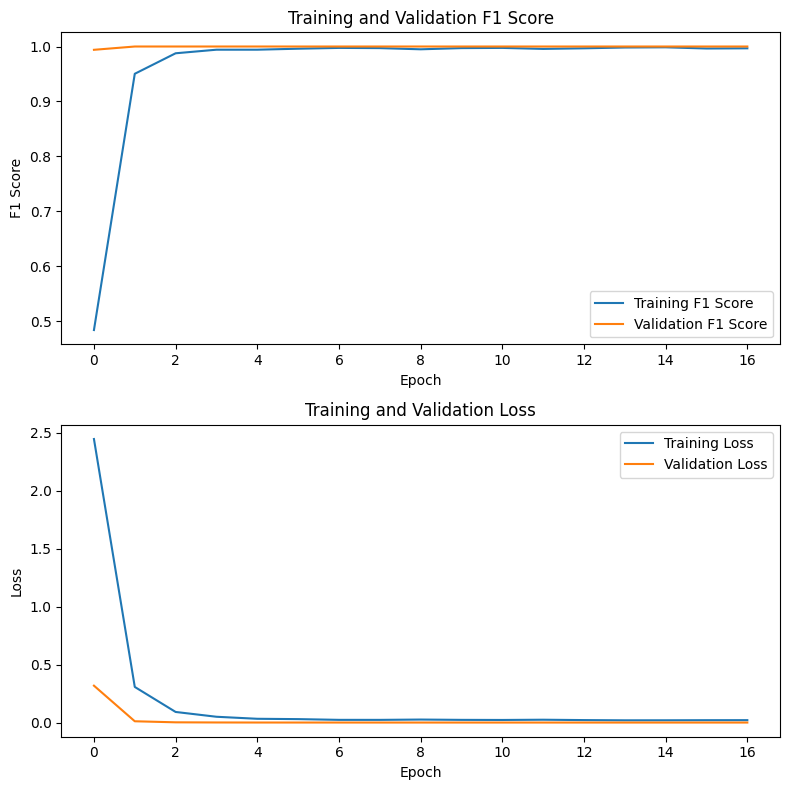 Training and Validation F1 Score
1.0
0.9
0.8
0.7
0.6
0.5
F1 Score
Training F1 Score
Validation F1 Score
0 2 4 6 8 10 12 14 16
Epoch
Training and Validation Loss
2.5
2.0
1.5
1.0
0.5
0.0
Loss
Training Loss
Validation Loss
0 2 4 6 8 10 12 14 16
Epoch